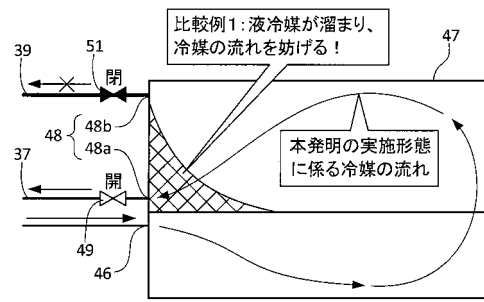 比較例1:液冷媒が溜まり、
冷媒の流れを妨げる!
39
51
閉
47
48
48b
48a
本発明の実施形態
に係る冷媒の流れ
37
開
49
46